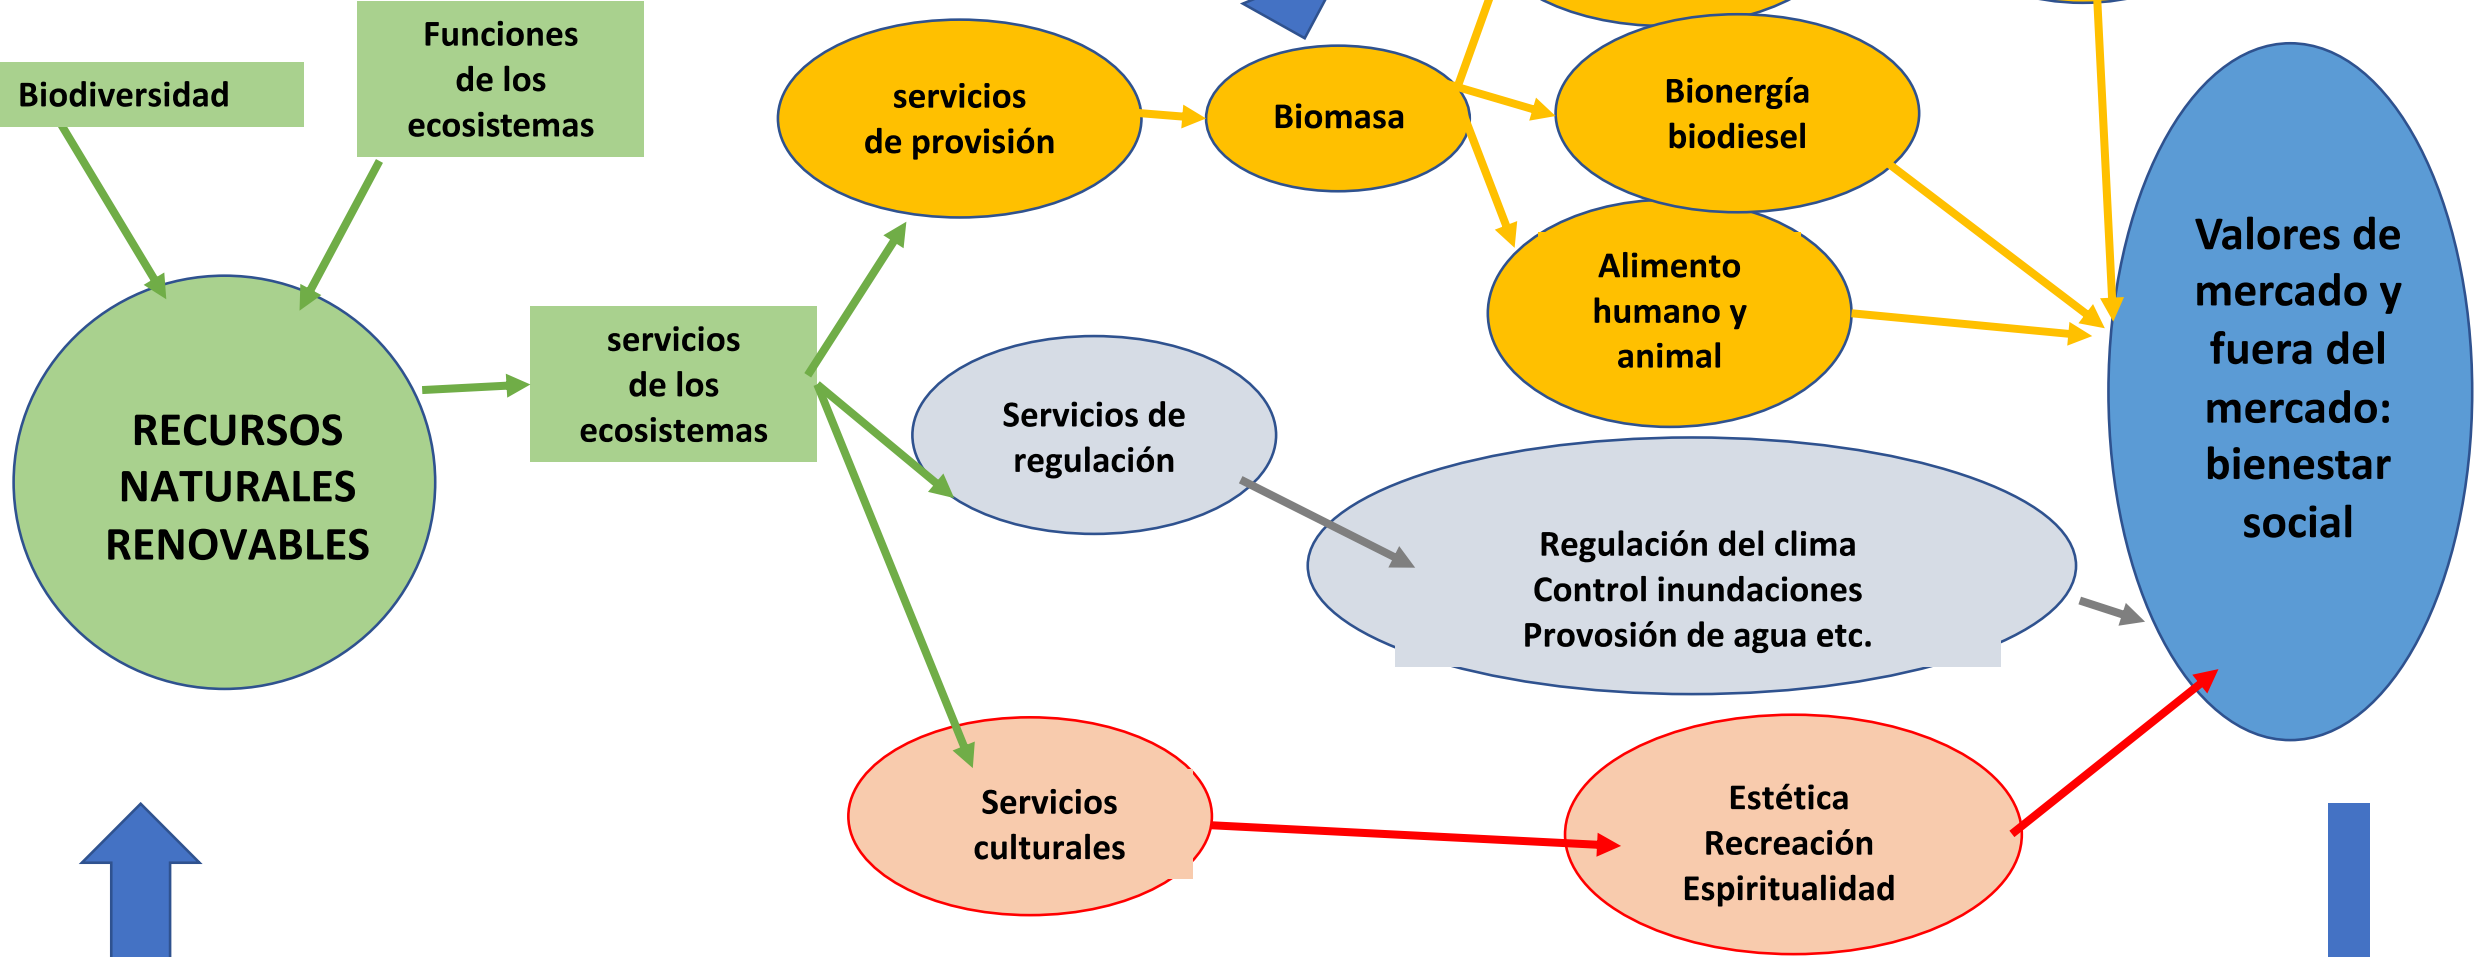 Biodiversidad
Funciones
de los
ecosistemas
RECURSOS
NATURALES
RENOVABLES
servicios
de los
ecosistemas
servicios
de provisión
Biomasa
Bionergía
biodiesel
Alimento
humano y
animal
Servicios de
regulación
Regulación del clima
Control inundaciones
Provosión de agua etc.
Servicios
culturales
Estética
Recreación
Espiritualidad
Valores de
mercado y
fuera del
mercado:
bienestar
social